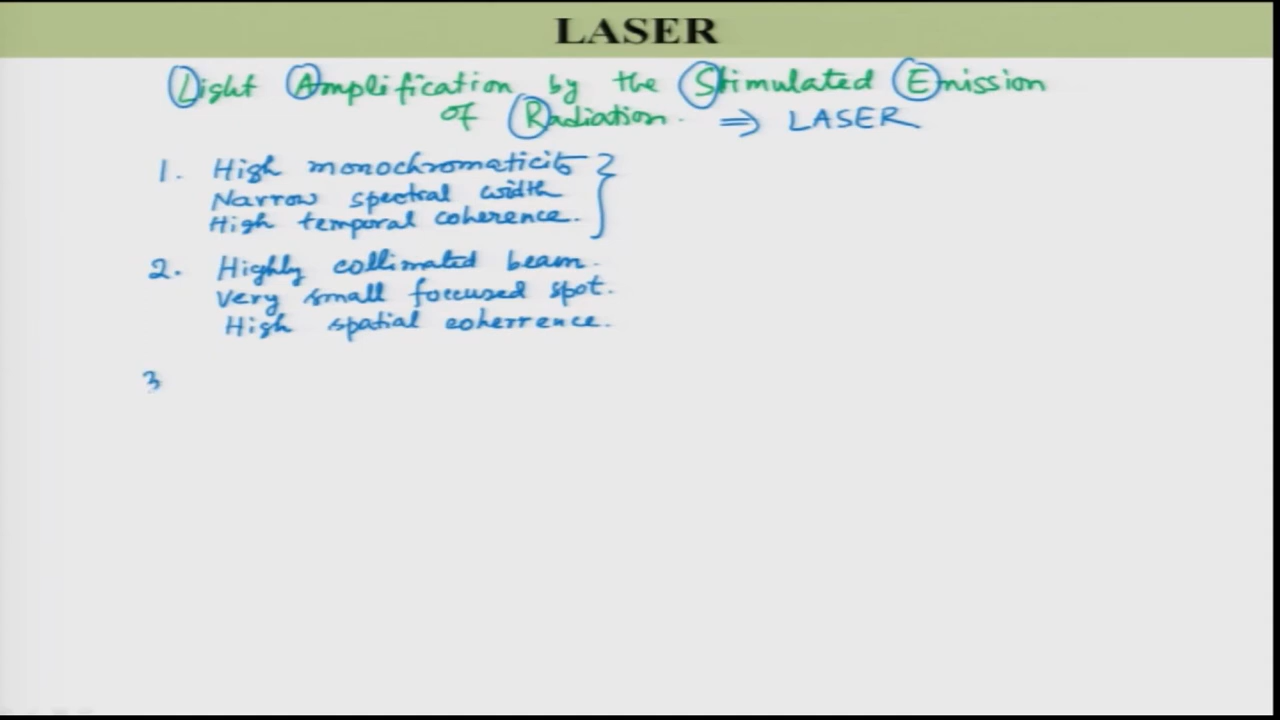 LASER
Light Amplification by the Stimulated Emission
of Radiation. ⇒ LASER
1. High monochromaticity
Narrow spectral width
High temporal coherence.
2. Highly collimated beam.
Very small foccused spot.
High spatial coherrence.
3